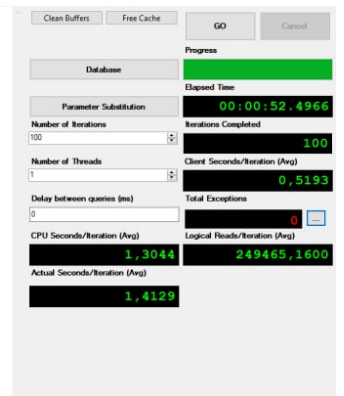 Clean Buffers Free Cache GO Cancel
Progress
Database
Elapsed Time
Parameter Substitution 00:00:52.4966
Number of Iterations Iterations Completed
100 100
Number of Threads Client Seconds/Iteration (Avg)
1 0,5193
Delay between queries (ms) Total Exceptions
0 0 ...
CPU Seconds/Iteration (Avg) Logical Reads/Iteration (Avg)
1,3044 249465,1600
Actual Seconds/Iteration (Avg)
1,4129